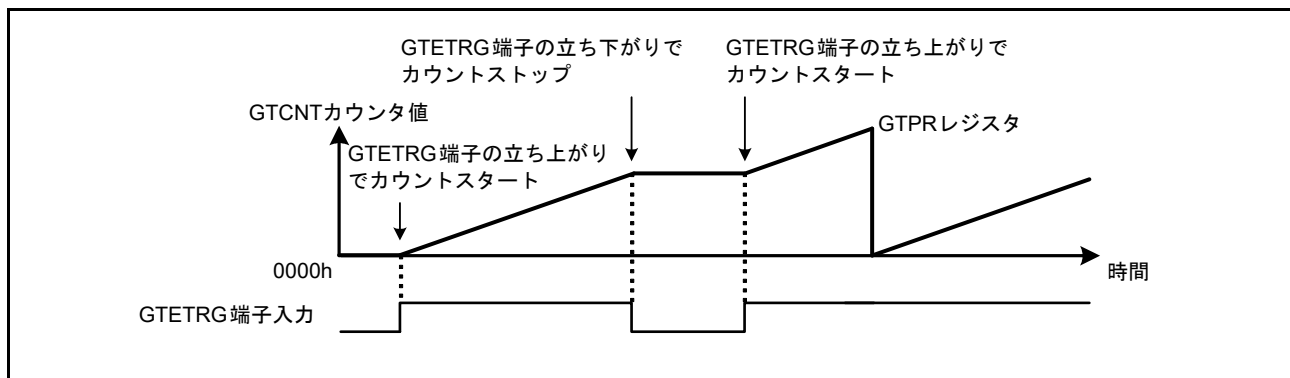 GTETRG端子の立ち下がりで
カウントストップ
GTETRG端子の立ち上がりで
カウントスタート
GTCNTカウンタ値
GTPRレジスタ
GTETRG端子の立ち上がり
でカウントスタート
0000h
時間
GTETRG端子入力